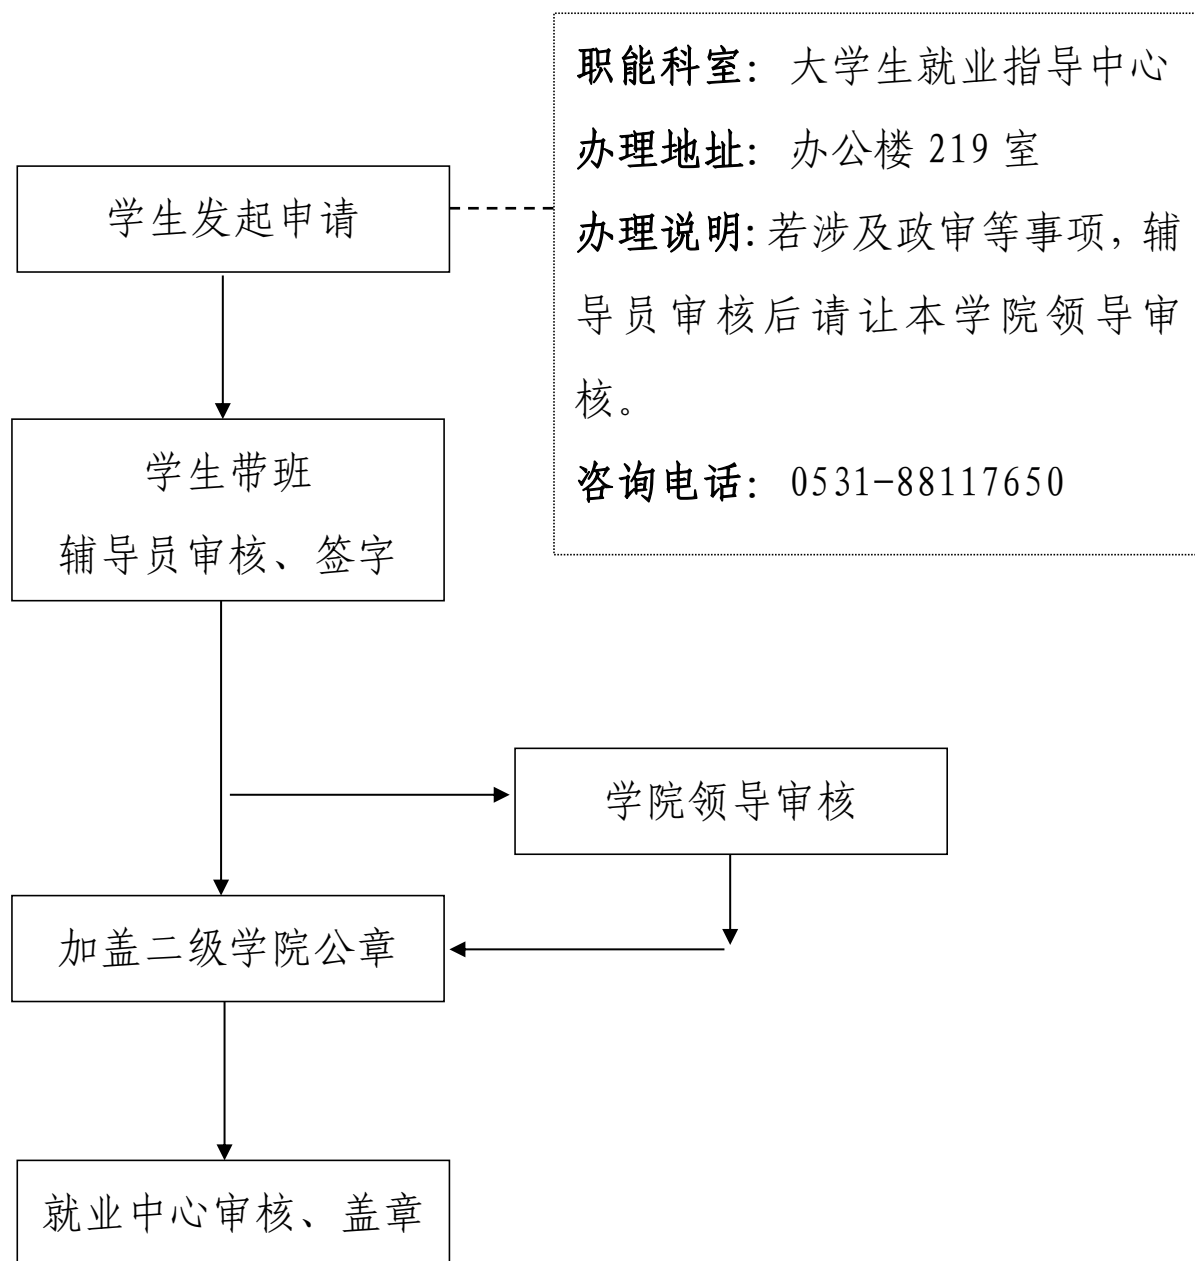 职能科室： 大学生就业指导中心
办理地址： 办公楼 219 室
办理说明：若涉及政审等事项，辅
导员审核后请让本学院领导审
核。
咨询电话： 0531-88117650
学生发起申请
学生带班
辅导员审核、签字
学院领导审核
加盖二级学院公章
就业中心审核、盖章